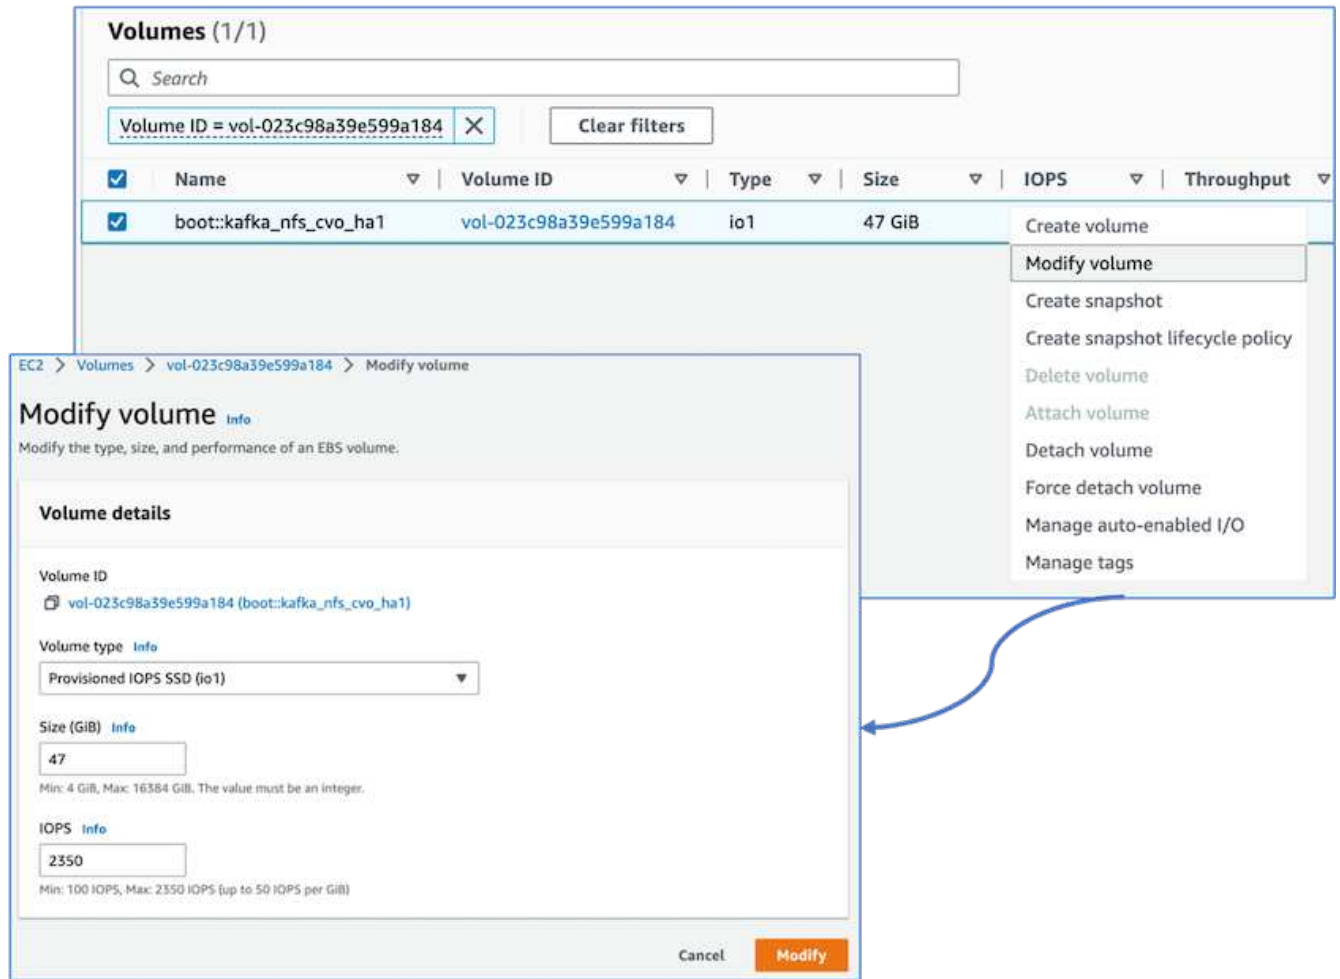 Volumes (1/1)
Search
Volume ID = vol-023c98a39e599a184
Clear filters
Name Volume ID Type Size IOPS Throughput
boot::kafka_nfs_cvo_ha1 vol-023c98a39e599a184 io1 47 GiB
Create volume
Modify volume
Create snapshot
Create snapshot lifecycle policy
Delete volume
Attach volume
Detach volume
Force detach volume
Manage auto-enabled I/O
Manage tags
EC2 > Volumes > vol-023c98a39e599a184 > Modify volume
Modify volume Info
Modify the type, size, and performance of an EBS volume.
Volume details
Volume ID
vol-023c98a39e599a184 (boot::kafka_nfs_cvo_ha1)
Volume type Info
Provisioned IOPS SSD (io1)
Size (GiB) Info
47
Min: 4 GiB, Max: 16384 GiB. The value must be an integer.
IOPS Info
2350
Min: 100 IOPS, Max: 2350 IOPS (up to 50 IOPS per GiB)
Cancel Modify